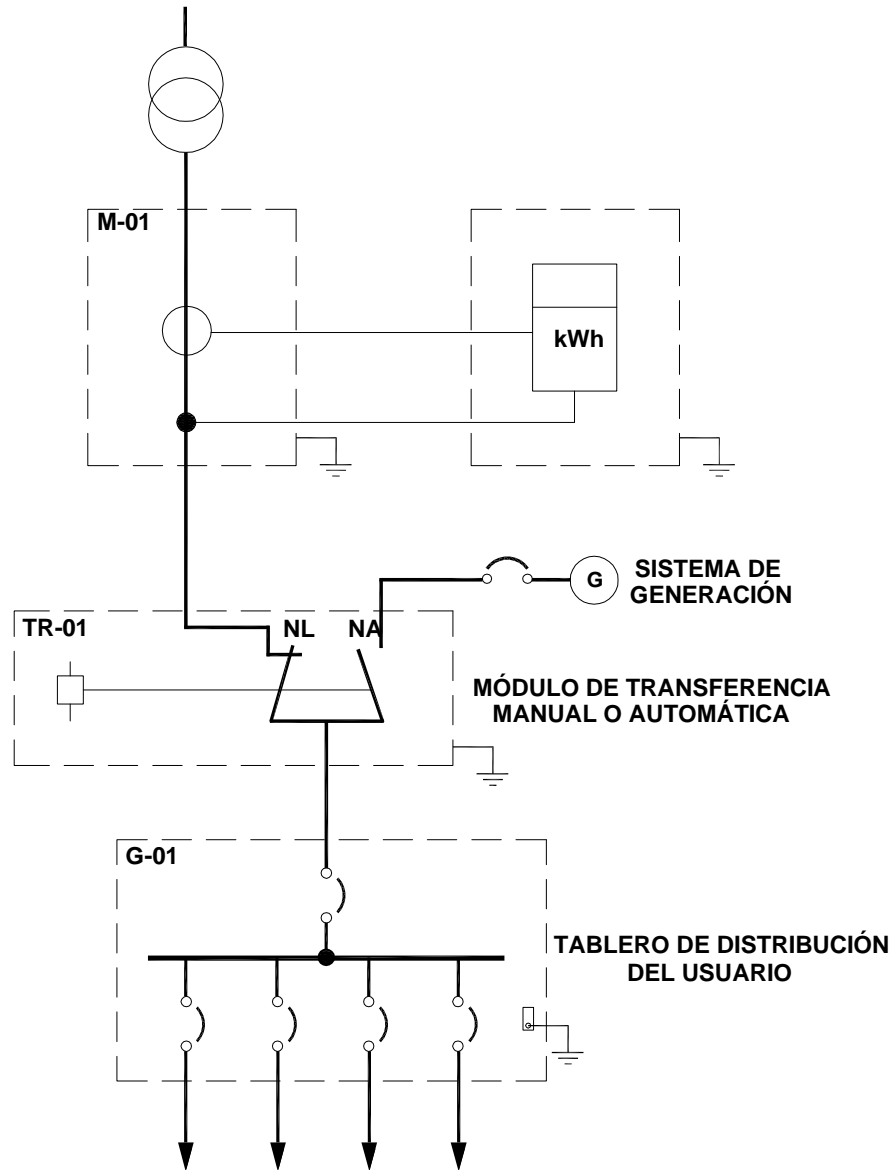 M-01
kWh
G
SISTEMA DE
GENERACIÓN
TR-01
NL
NA
MÓDULO DE TRANSFERENCIA
MANUAL O AUTOMÁTICA
G-01
TABLERO DE DISTRIBUCIÓN
DEL USUARIO